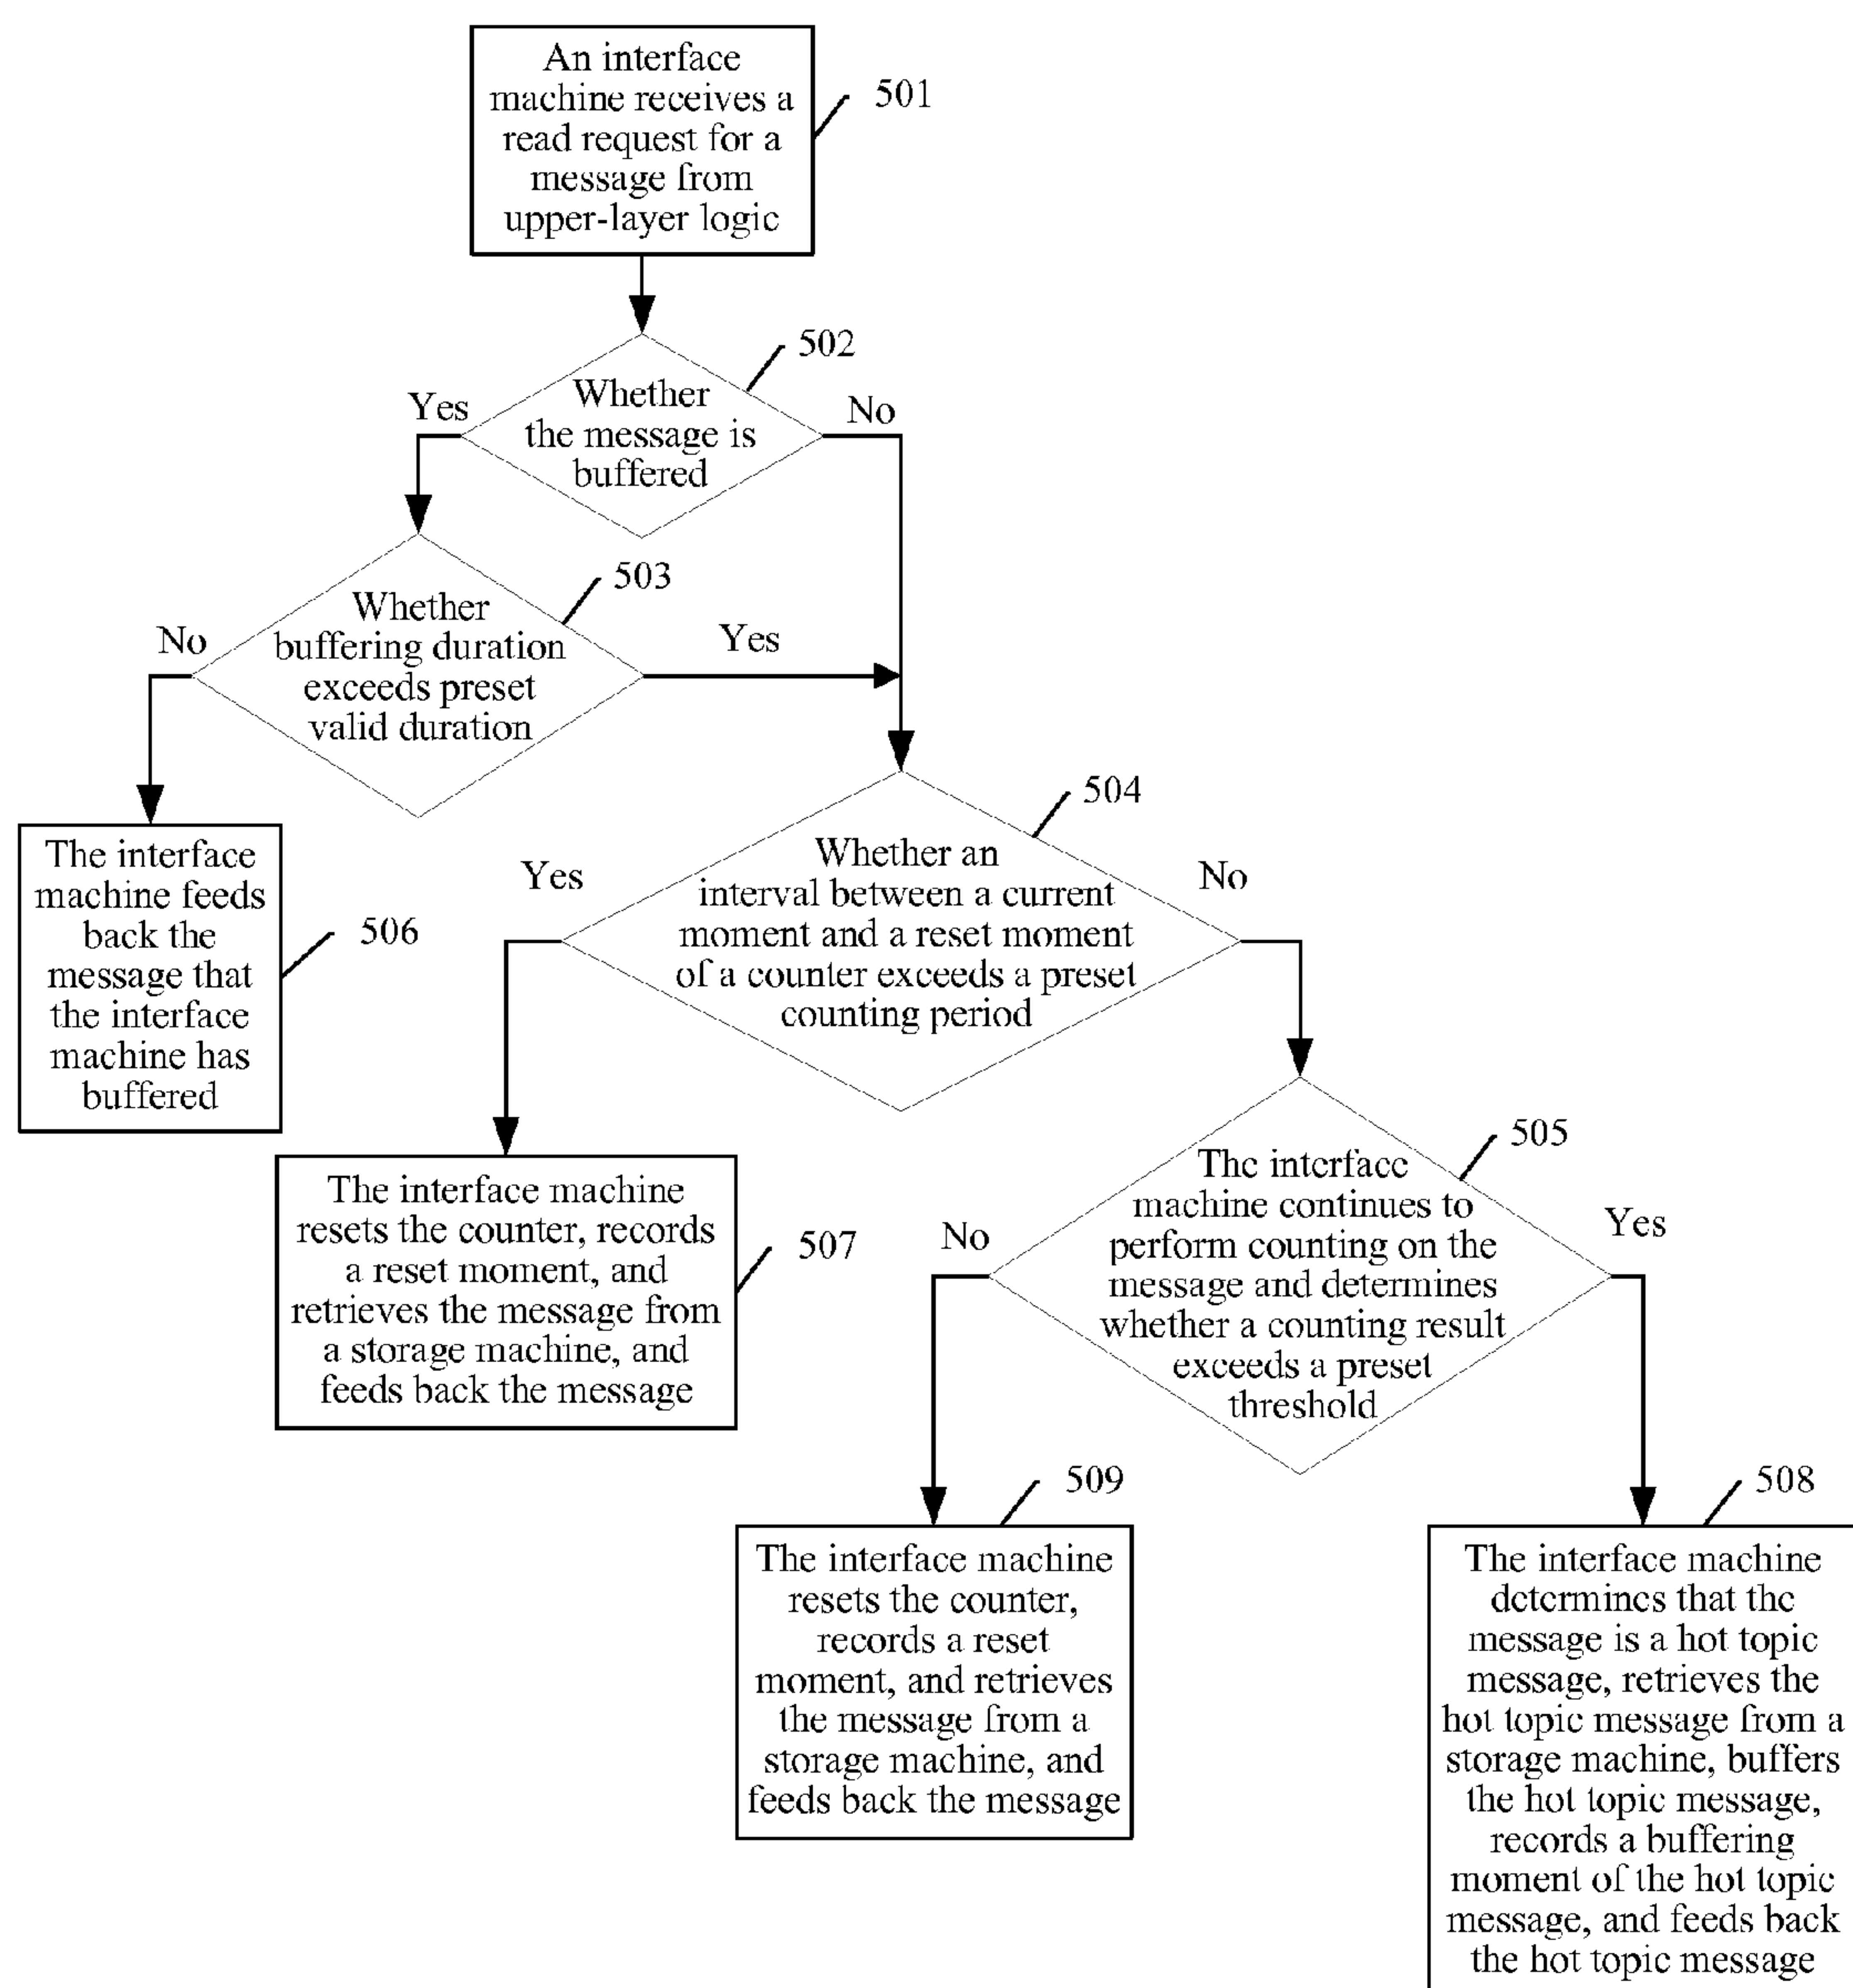 An interface
machine receives a
read request for a
message from
upper-layer logic
501
502
Whether
the message is
buffered
Yes
No
503
Whether
buffering duration
exceeds preset
valid duration
No
Yes
504
Whether an
interval between a current
moment and a reset moment
of a counter exceeds a preset
counting period
Yes
No
The interface
machine feeds
back the
message that
the interface
machine has
buffered
506
505
The interface
machine continues to
perform counting on the
message and determines
whether a counting result
exceeds a preset
threshold
No
Yes
The interface machine
resets the counter, records
a reset moment, and
retrieves the message from
a storage machine, and
feeds back the message
507
509
The interface machine
resets the counter,
records a reset
moment, and retrieves
the message from a
storage machine, and
feeds back the message
508
The interface machine
determines that the
message is a hot topic
message, retrieves the
hot topic message from a
storage machine, buffers
the hot topic message,
records a buffering
moment of the hot topic
message, and feeds back
the hot topic message